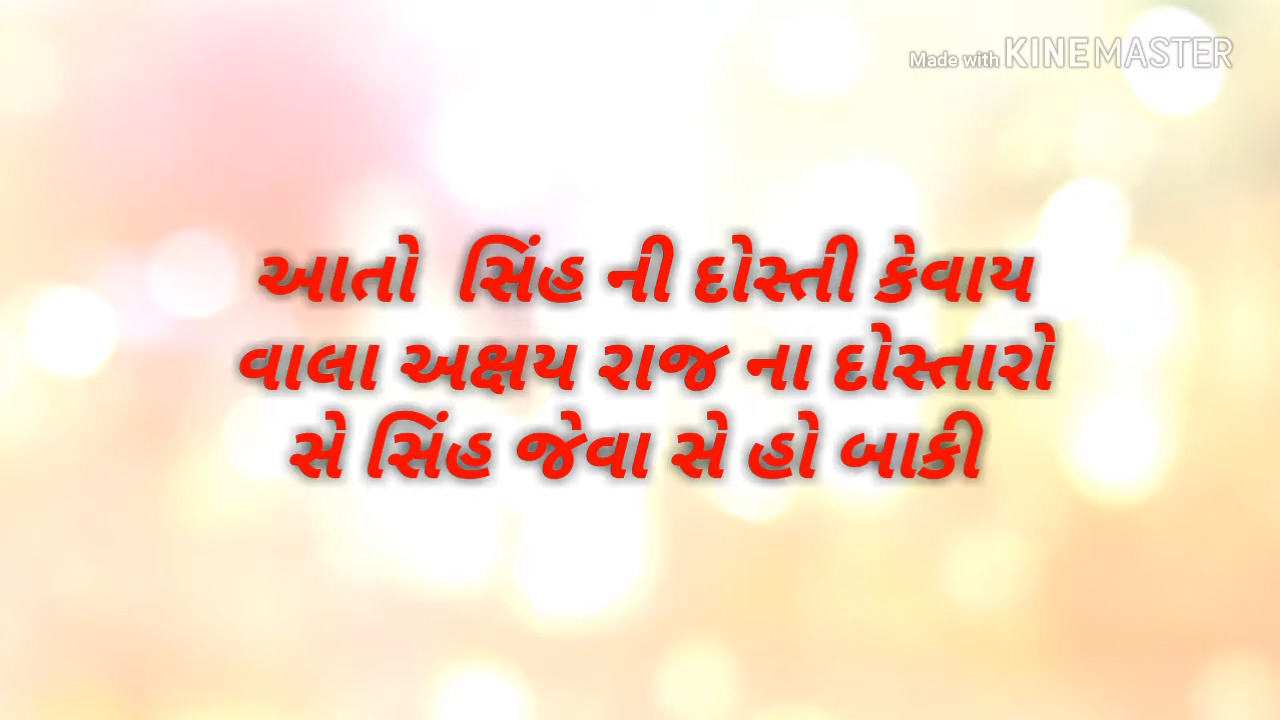 Made with KINEMASTER
આતો સિંહ ની દોસ્તી કેવાય
વાલા અક્ષય રાજ ના દોસ્તારો
સે સિંહ જેવા સે હો બાકી